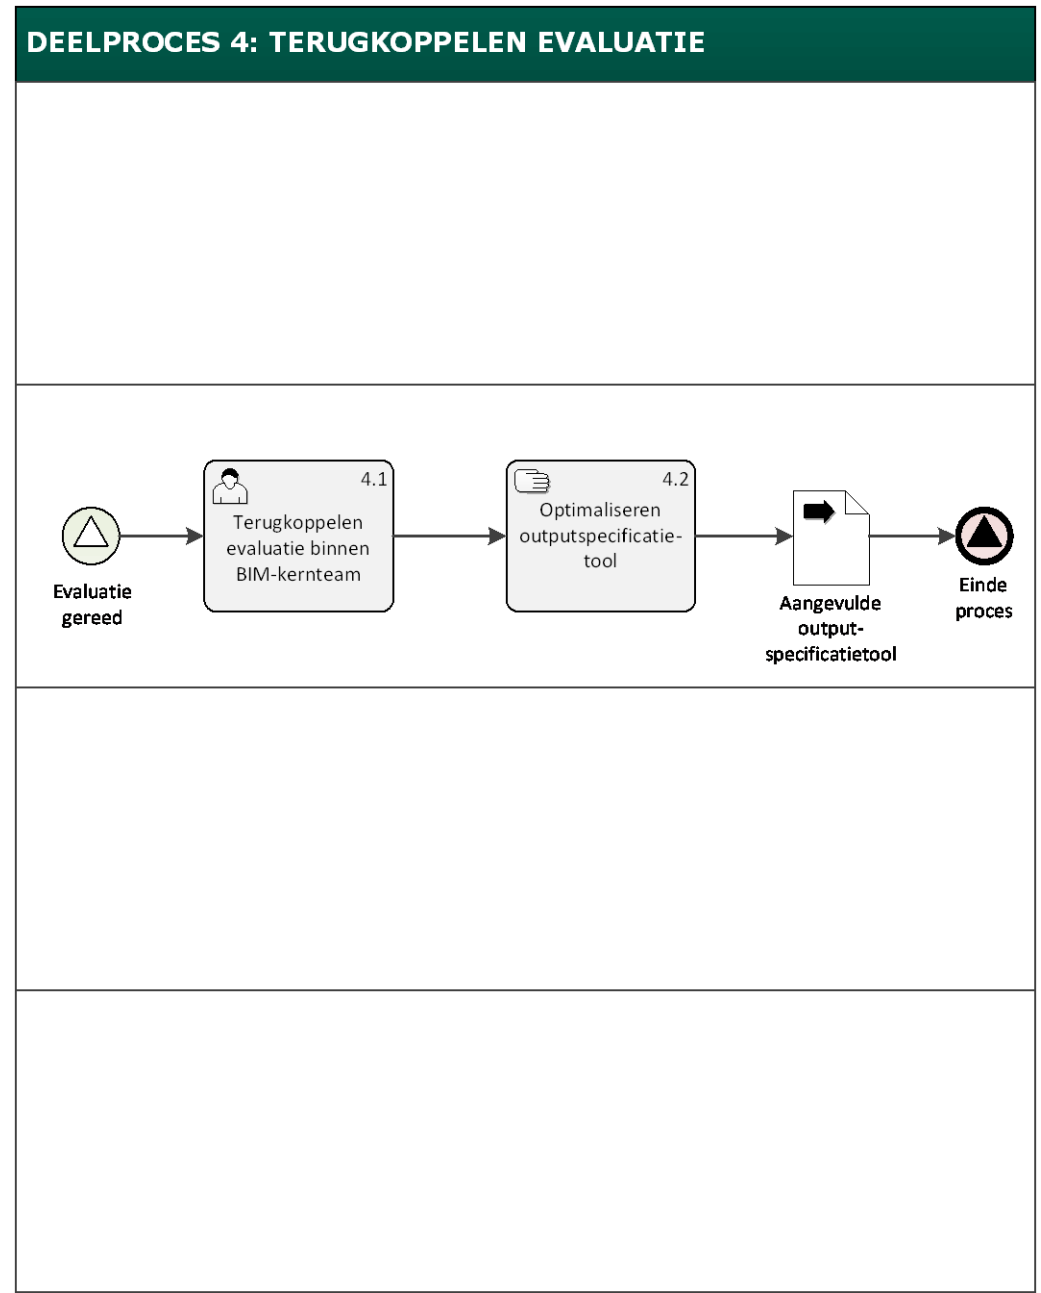 DEELPROCES 4: TERUGKOPPELEN EVALUATIE
Evaluatie
gereed
4.1
Terugkoppelen
evaluatie binnen
BIM-kernteam
4.2
Optimaliseren
outputspecificatie-
tool
Aangevulde
output-
specificatietool
Einde
proces